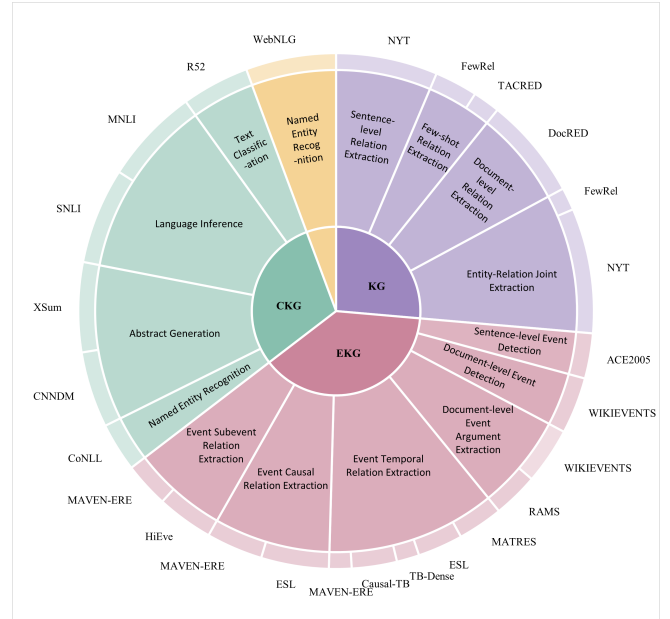 WebNLG
NYT
R52
FewRel
TACRED
MNLI
DocRED
SNLI
FewRel
XSum
NYT
CNNDM
ACE2005
CoNLL
WIKIEVENTS
MAVEN-ERE
WIKIEVENTS
HiEve
RAMS
MAVEN-ERE
MATRES
ESL
MAVEN-ERE
Causal-TB
TB-Dense
ESL
Named
Entity
Recog
-nition
Sentence-
level
Relation
Extraction
Few-shot
Relation
Extraction
Document-
level
Relation
Extraction
Entity-Relation Joint
Extraction
Text
Classific
-ation
Language Inference
Abstract Generation
Named Entity Recognition
KG
CKG
EKG
Sentence-level Event
Detection
Document-level Event
Detection
Document-level
Event
Argument
Extraction
Event Temporal
Relation Extraction
Event Causal
Relation Extraction
Event Subevent
Relation
Extraction